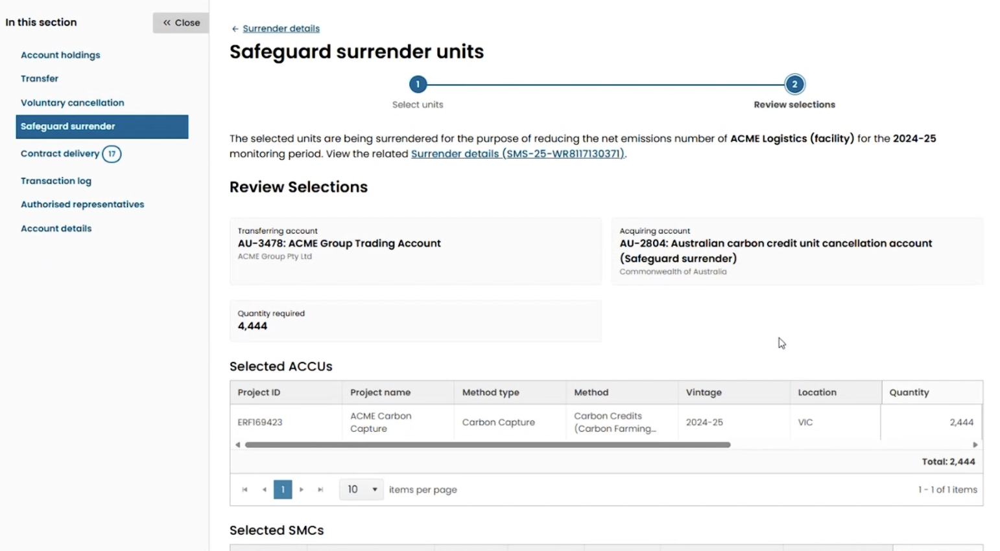 In this section
Close
Account holdings
Transfer
Voluntary cancellation
Safeguard surrender
Contract delivery 17
Transaction log
Authorised representatives
Account details
Surrender details
Safeguard surrender units
1
2
Select units
Review selections
The selected units are being surrendered for the purpose of reducing the net emissions number of ACME Logistics (facility) for the 2024-25
monitoring period. View the related Surrender details (SMS-25-WR8117130371).
Review Selections
Transferring account
AU-3478: ACME Group Trading Account
ACME Group Pty Ltd
Acquiring account
AU-2804: Australian carbon credit unit cancellation account
(Safeguard surrender)
Commonwealth of Australia
Quantity required
4,444
Selected ACCUs
Project ID Project name Method type Method Vintage Location Quantity
ERF169423 ACME Carbon Capture Carbon Capture Carbon Credits (Carbon Farming... 2024-25 VIC 2,444
Total: 2,444
1 10 items per page 1 - 1 of 1 items
Selected SMCs